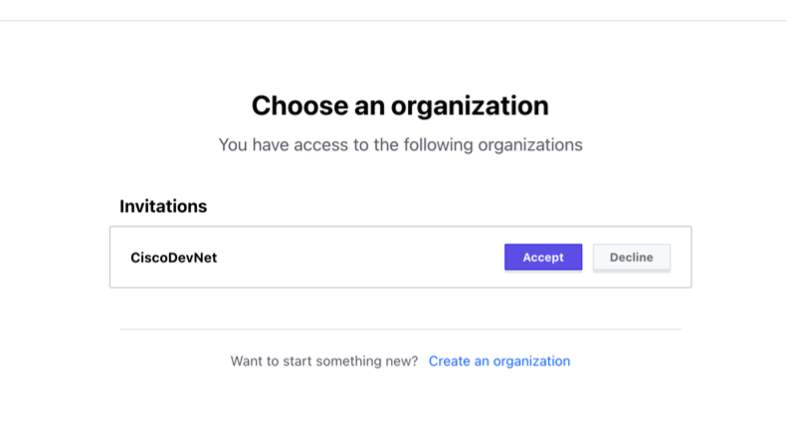 Choose an organization
You have access to the following organizations
Invitations
CiscoDevNet Accept Decline
Want to start something new? Create an organization